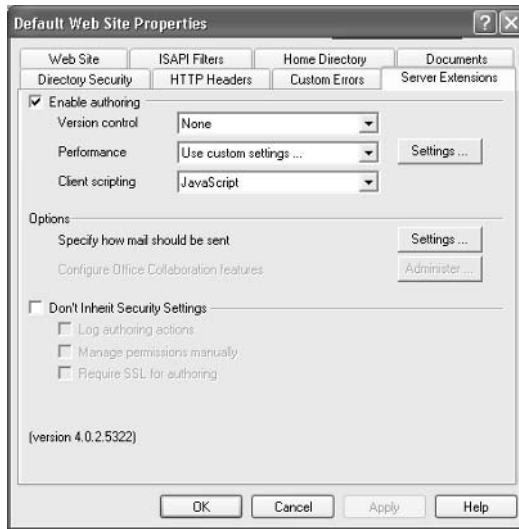 Default Web Site Properties
Web Site ISAPI Filters Home Directory Documents
Directory Security HTTP Headers Custom Errors Server Extensions
Enable authoring
Version control None
Performance Use custom settings ... Settings ...
Client scripting JavaScript
Options
Specify how mail should be sent Settings ...
Configure Office Collaboration features Administer ...
Don't Inherit Security Settings
Log authoring actions
Manage permissions manually
Require SSL for authoring
(version 4.0.2.5322)
OK Cancel Apply Help